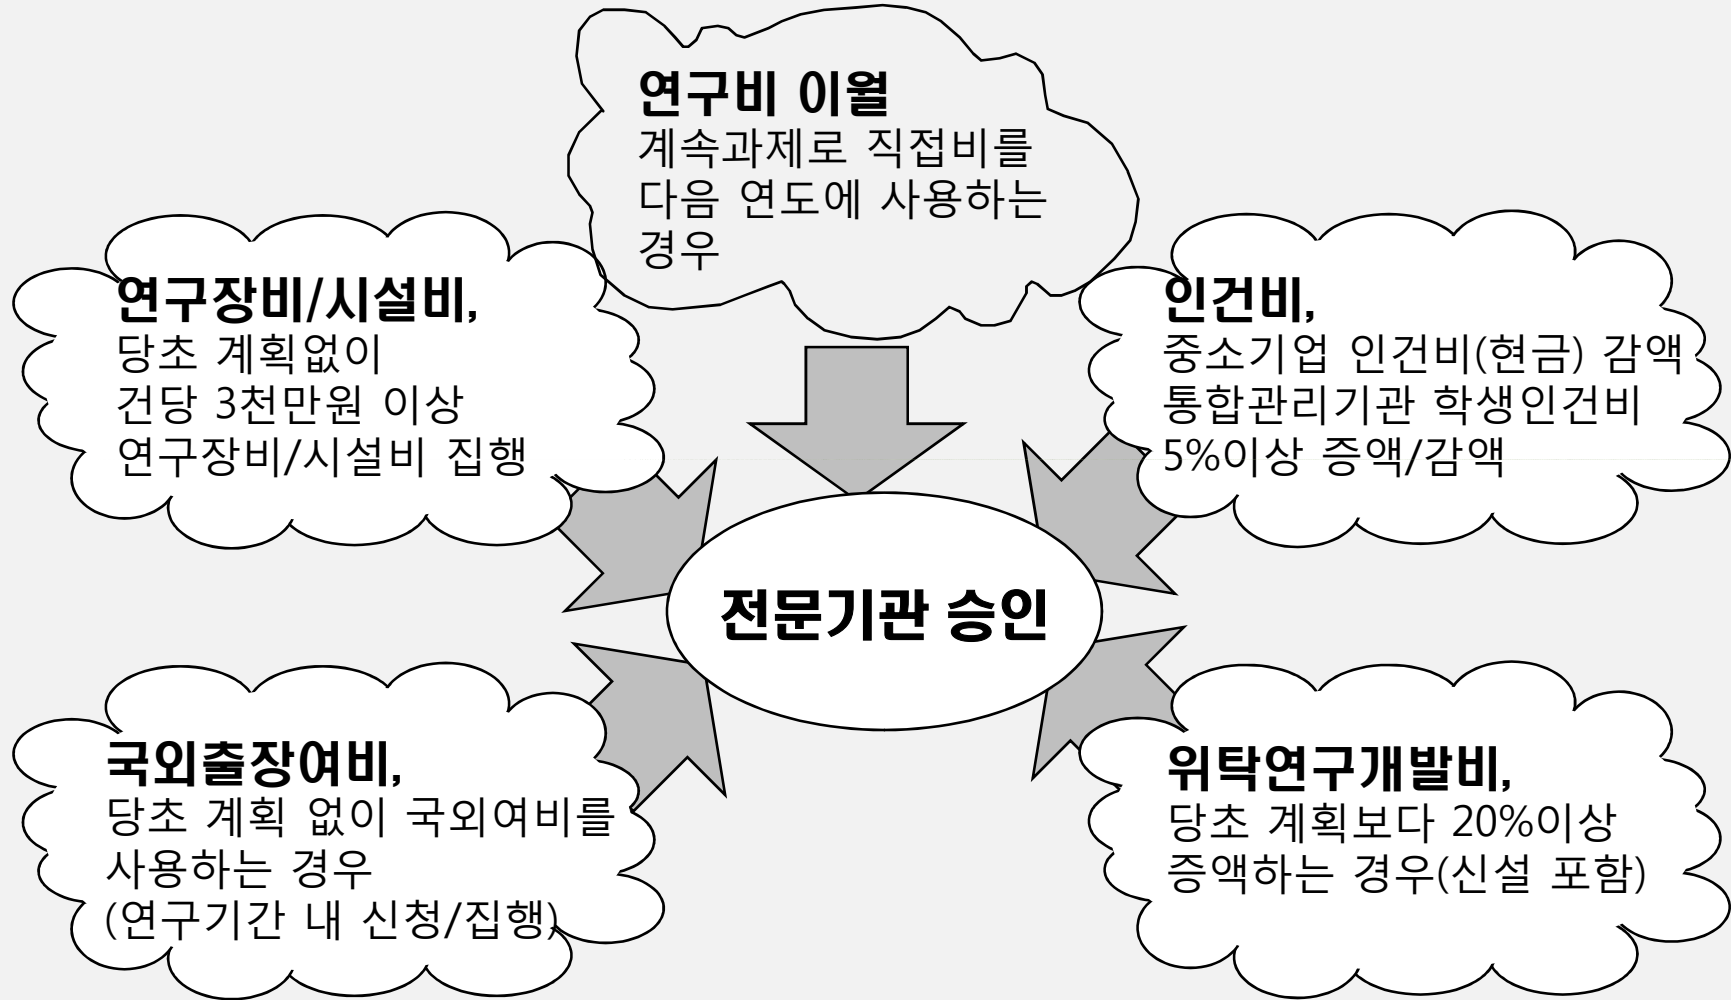 연구비 이월
계속과제로 직접비를
다음 연도에 사용하는
경우
연구장비/시설비,
당초 계획없이
건당 3천만원 이상
연구장비/시설비 집행
인건비,
중소기업 인건비(현금) 감액
통합관리기관 학생인건비
5%이상 증액/감액
전문기관 승인
국외출장여비,
당초 계획 없이 국외여비를
사용하는 경우
(연구기간 내 신청/집행)
위탁연구개발비,
당초 계획보다 20%이상
증액하는 경우(신설 포함)